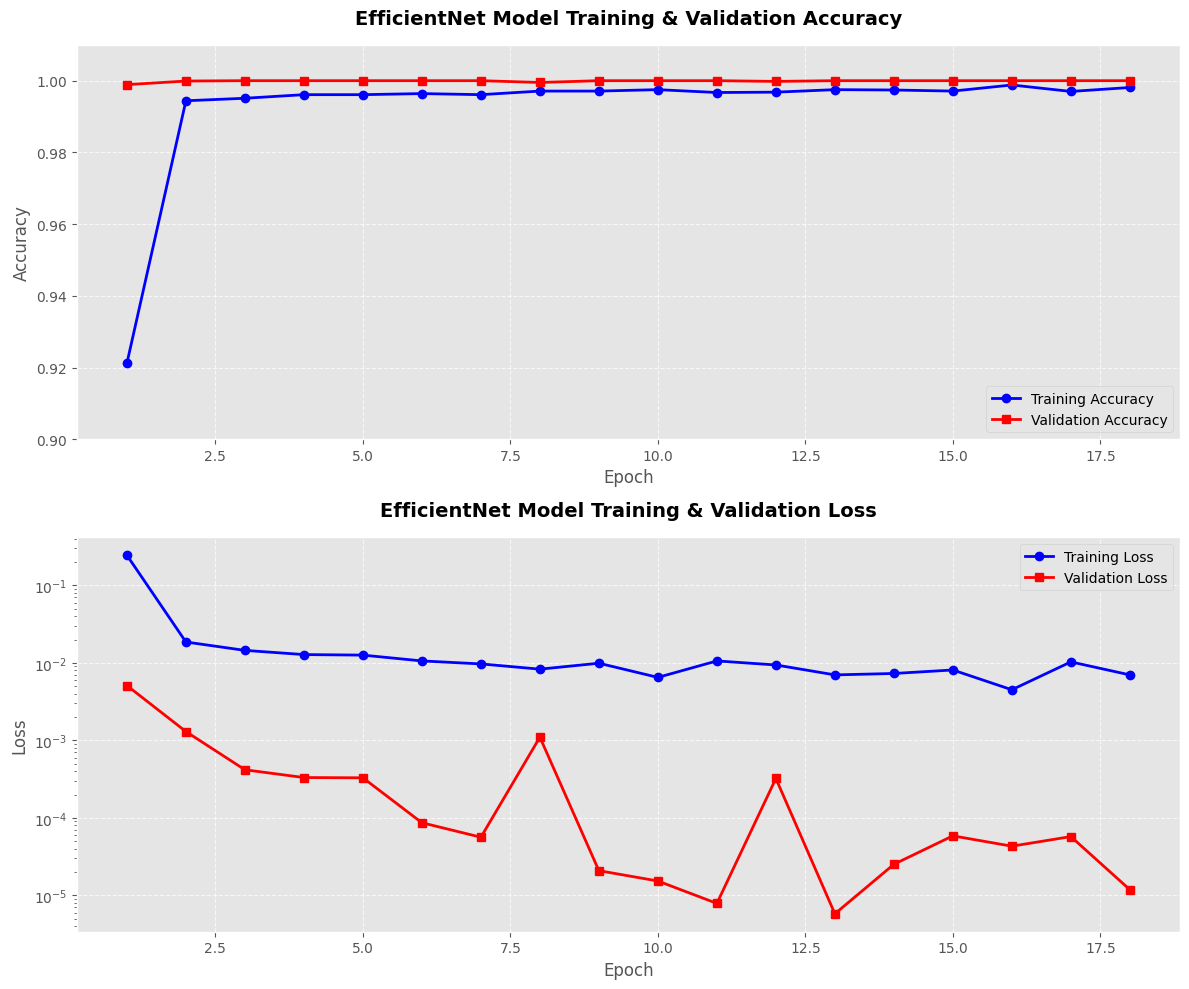 EfficientNet Model Training & Validation Accuracy
1.00
0.98
0.96
0.94
0.92
0.90
Accuracy
Training Accuracy
Validation Accuracy
2.5 5.0 7.5 10.0 12.5 15.0 17.5
Epoch
EfficientNet Model Training & Validation Loss
10⁻¹
10⁻²
10⁻³
10⁻⁴
10⁻⁵
Loss
Training Loss
Validation Loss
2.5 5.0 7.5 10.0 12.5 15.0 17.5
Epoch